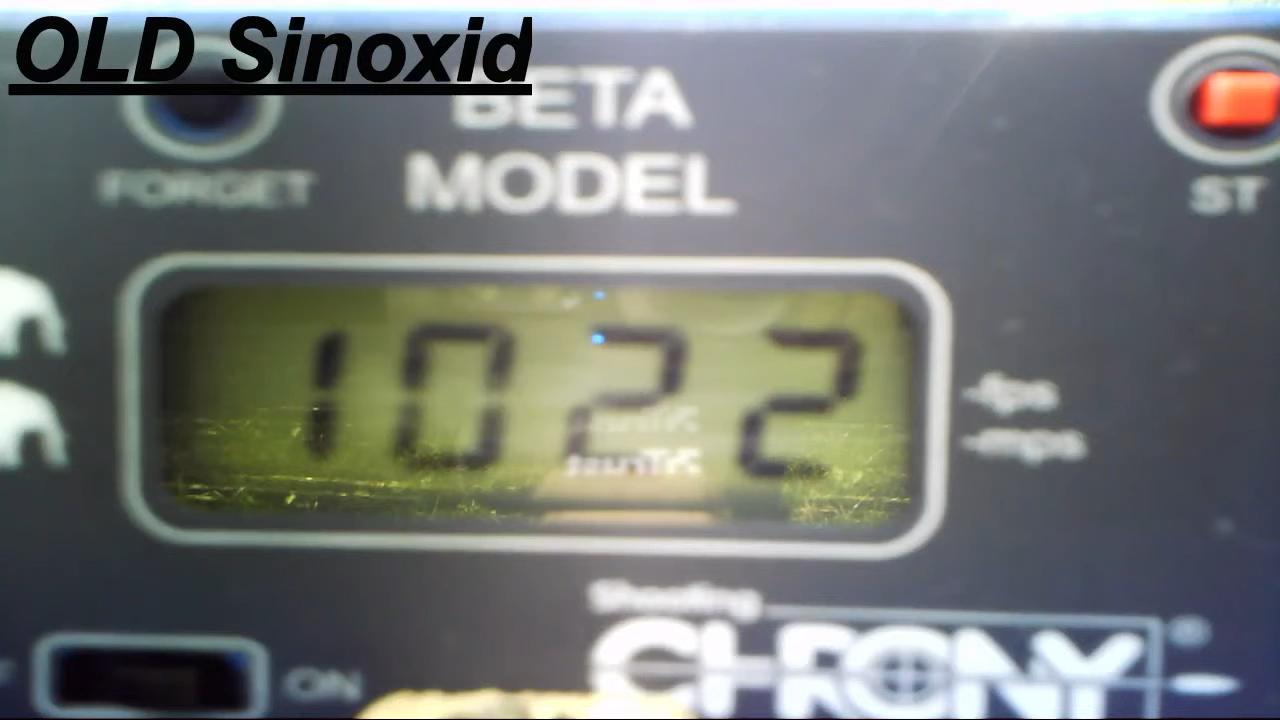 OLD Sinoxid
BETA
MODEL
FORGET
ST
1022
-fps
-mps
Shooting
CHRONY®
ON